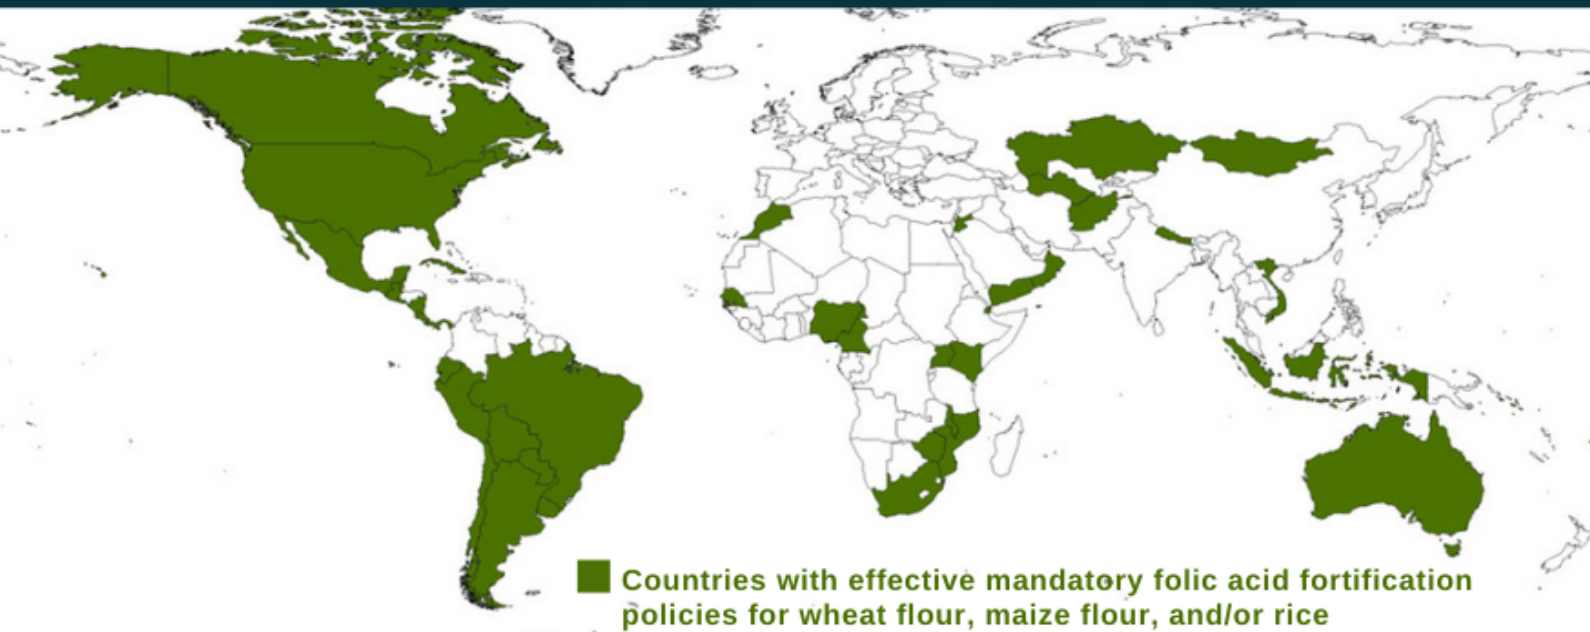 Countries with effective mandatory folic acid fortification
policies for wheat flour, maize flour, and/or rice